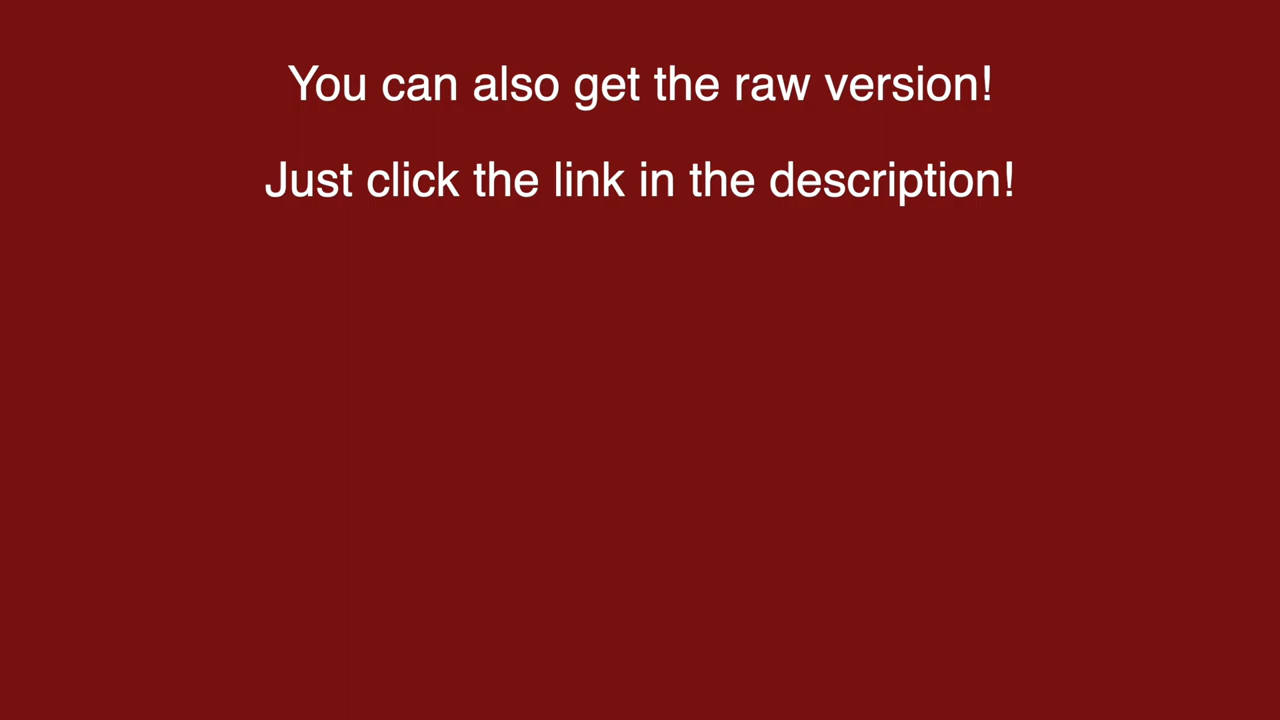 You can also get the raw version!
Just click the link in the description!